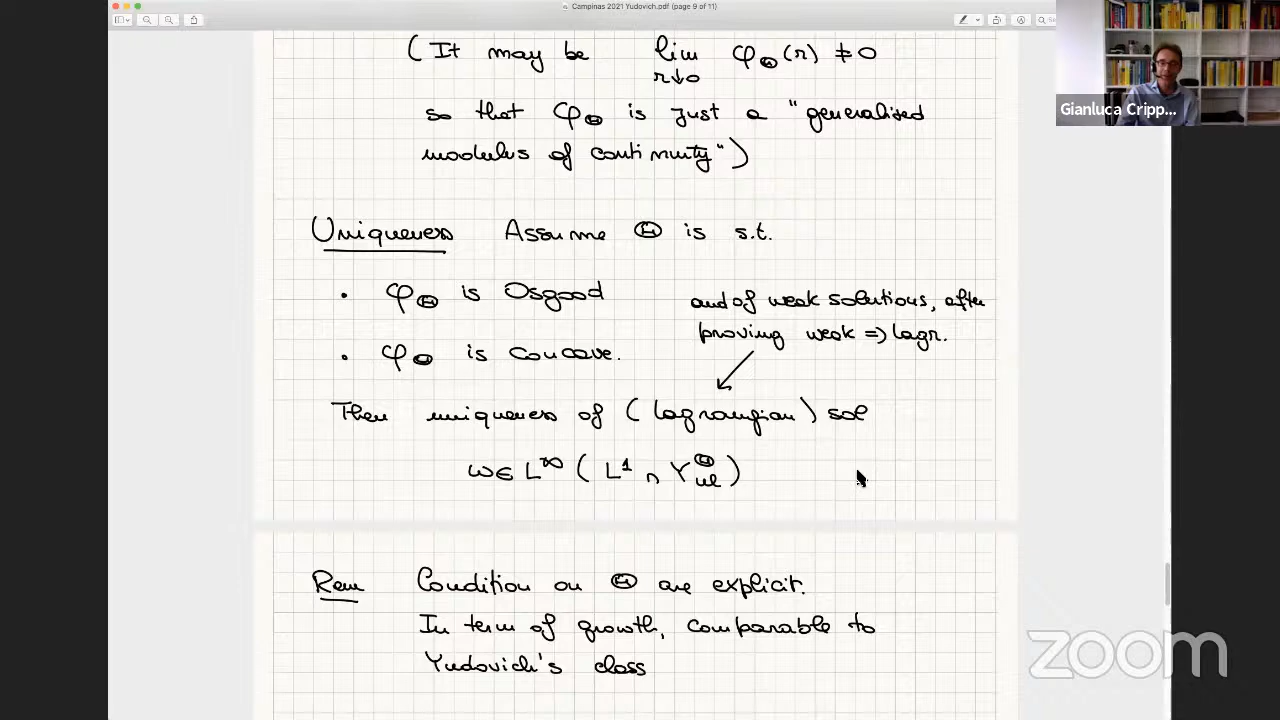 Campinas 2021 Yudovich.pdf (page 9 of 11)
(It may be lim φ_Θ(r) ≠ 0
r↓0
so that φ_Θ is just a "generalized
modulus of continuity")
Gianluca Cripp...
Uniqueness Assume Θ is s.t.
• φ_Θ is Osgood
and of weak solutions, after
proving weak => lagr.
• φ_Θ is concave.
Then uniqueness of (lagrangian) sol
ω∈ L^∞ ( L^1 ∩ Y_ul^Θ )
Rem Condition on Θ are explicit.
In term of growth, comparable to
Yudovich's class
zoom